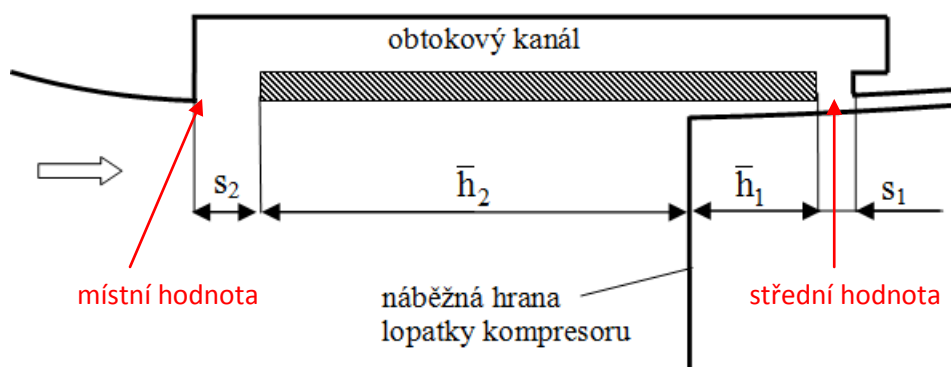 obtokový kanál
s₂
h̅₂
h̅₁
s₁
místní hodnota
náběžná hrana
lopatky kompresoru
střední hodnota